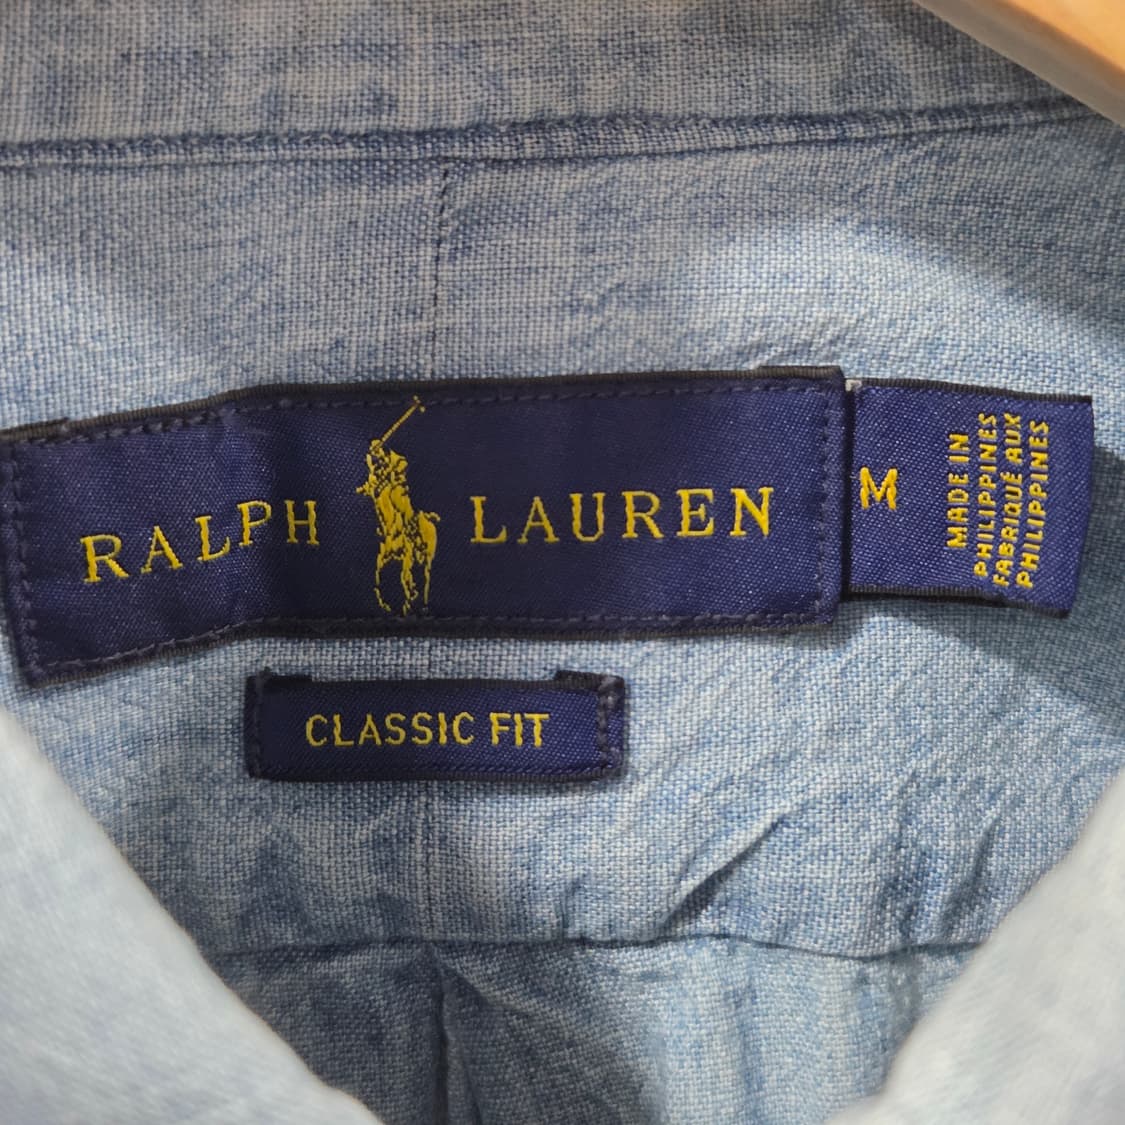 RALPH LAUREN
M
MADE IN
PHILIPPINES
FABRIQUÉ AUX
PHILIPPINES
CLASSIC FIT